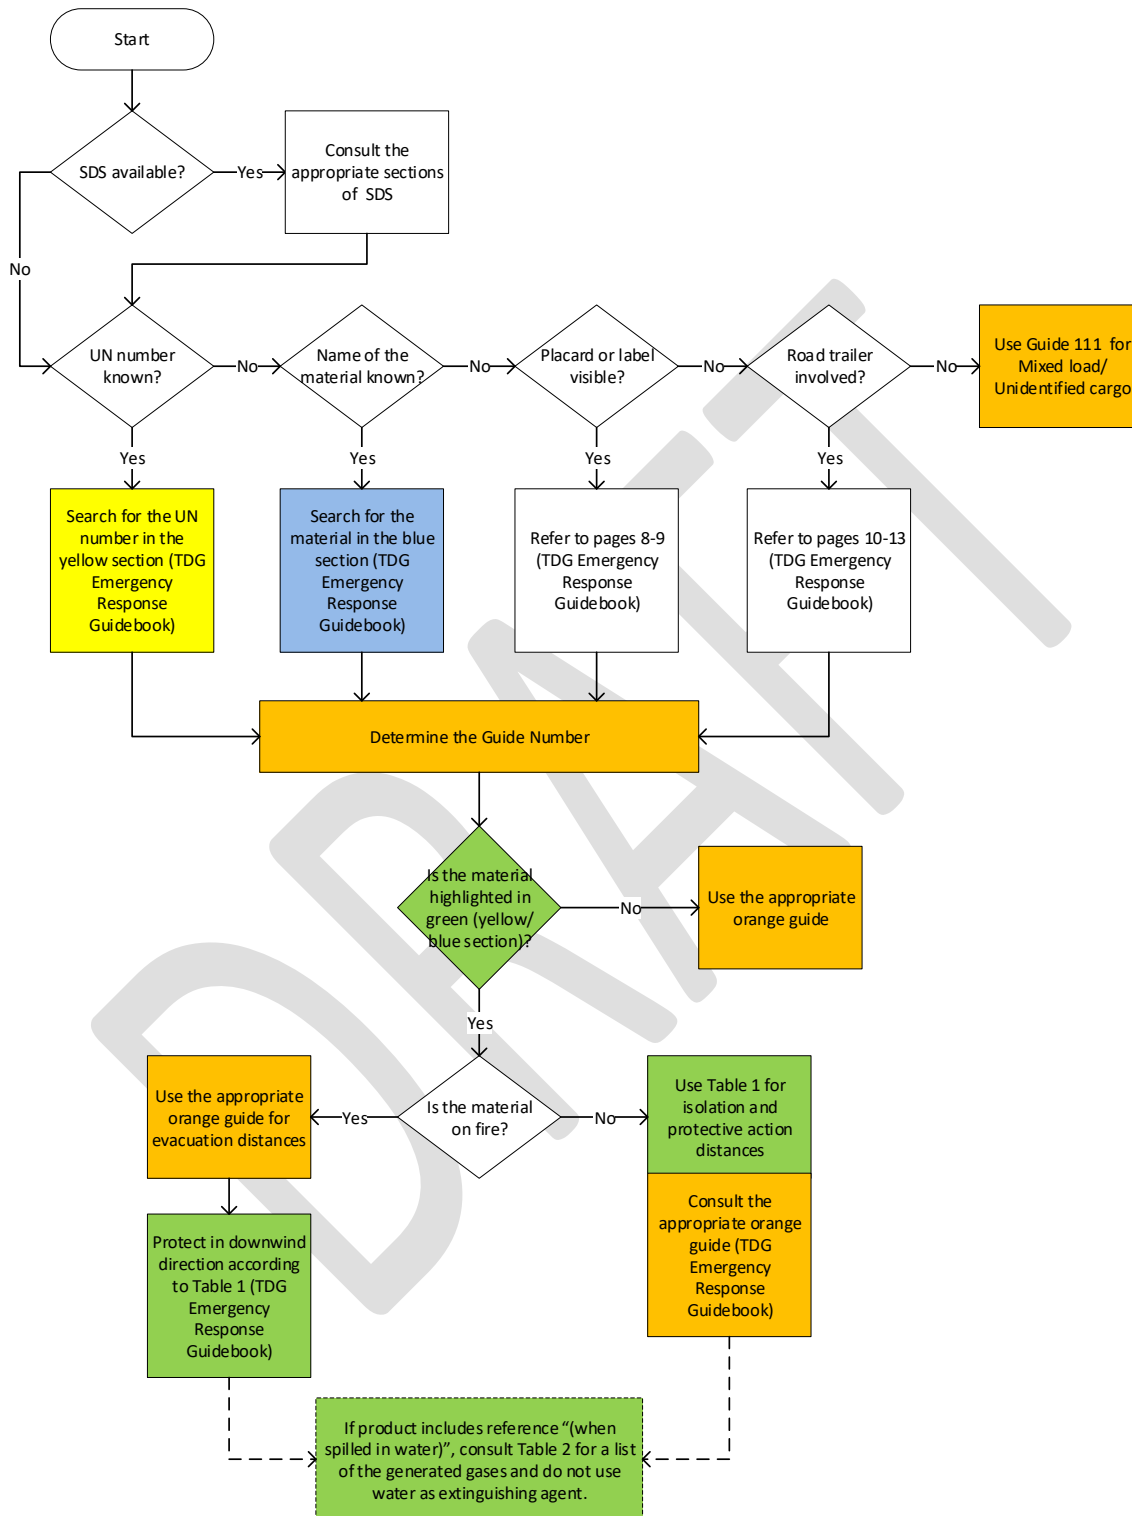 Start
SDS available?
Yes
Consult the
appropriate sections
of SDS
No
UN number
known?
No
Name of the
material known?
No
Placard or label
visible?
No
Road trailer
involved?
No
Use Guide 111 for
Mixed load/
Unidentified cargo
Yes
Yes
Yes
Yes
Search for the UN
number in the
yellow section (TDG
Emergency
Response
Guidebook)
Search for the
material in the blue
section (TDG
Emergency
Response
Guidebook)
Refer to pages 8-9
(TDG Emergency
Response
Guidebook)
Refer to pages 10-13
(TDG Emergency
Response
Guidebook)
Determine the Guide Number
Is the material
highlighted in
green (yellow/
blue section)?
No
Use the appropriate
orange guide
Yes
Use the appropriate
orange guide for
evacuation distances
Yes
Is the material
on fire?
No
Use Table 1 for
isolation and
protective action
distances
Consult the
appropriate orange
guide (TDG
Emergency
Response
Guidebook)
Protect in downwind
direction according
to Table 1 (TDG
Emergency
Response
Guidebook)
If product includes reference “(when
spilled in water)”, consult Table 2 for a list
of the generated gases and do not use
water as extinguishing agent.
DRAFT